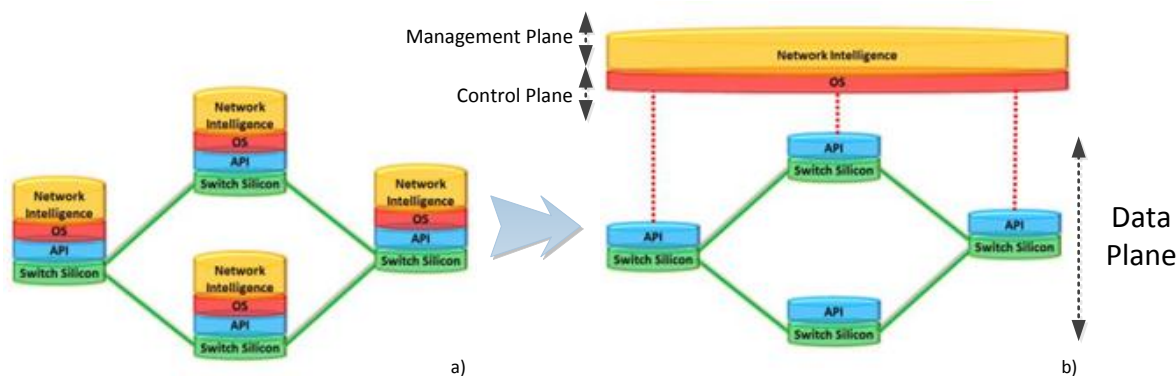 Management Plane
Network Intelligence
Control Plane
OS
Network
Intelligence
OS
API
Switch Silicon
Network
Intelligence
OS
API
Switch Silicon
Network
Intelligence
OS
API
Switch Silicon
Network
Intelligence
OS
API
Switch Silicon
a)
API
Switch Silicon
API
Switch Silicon
API
Switch Silicon
API
Switch Silicon
Data
Plane
b)